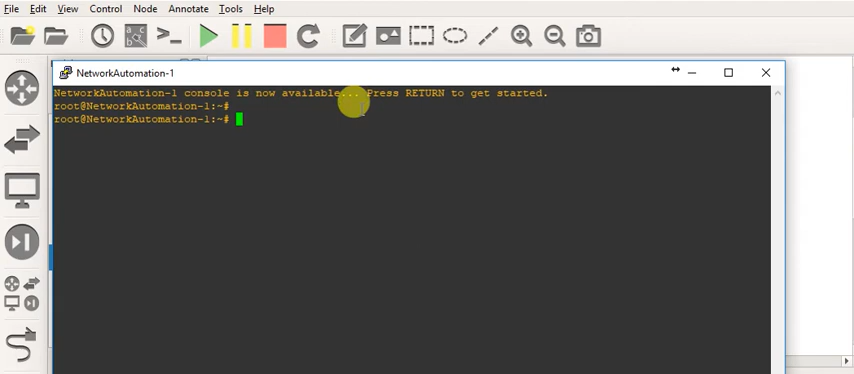 File Edit View Control Node Annotate Tools Help
NetworkAutomation-1
NetworkAutomation-1 console is now available... Press RETURN to get started.
root@NetworkAutomation-1:~#
root@NetworkAutomation-1:~#